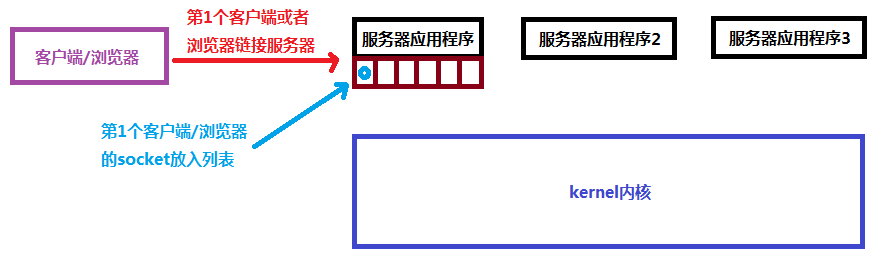 第1个客户端或者
浏览器链接服务器
客户端/浏览器
服务器应用程序
服务器应用程序2
服务器应用程序3
第1个客户端/浏览器
的socket放入列表
kernel内核